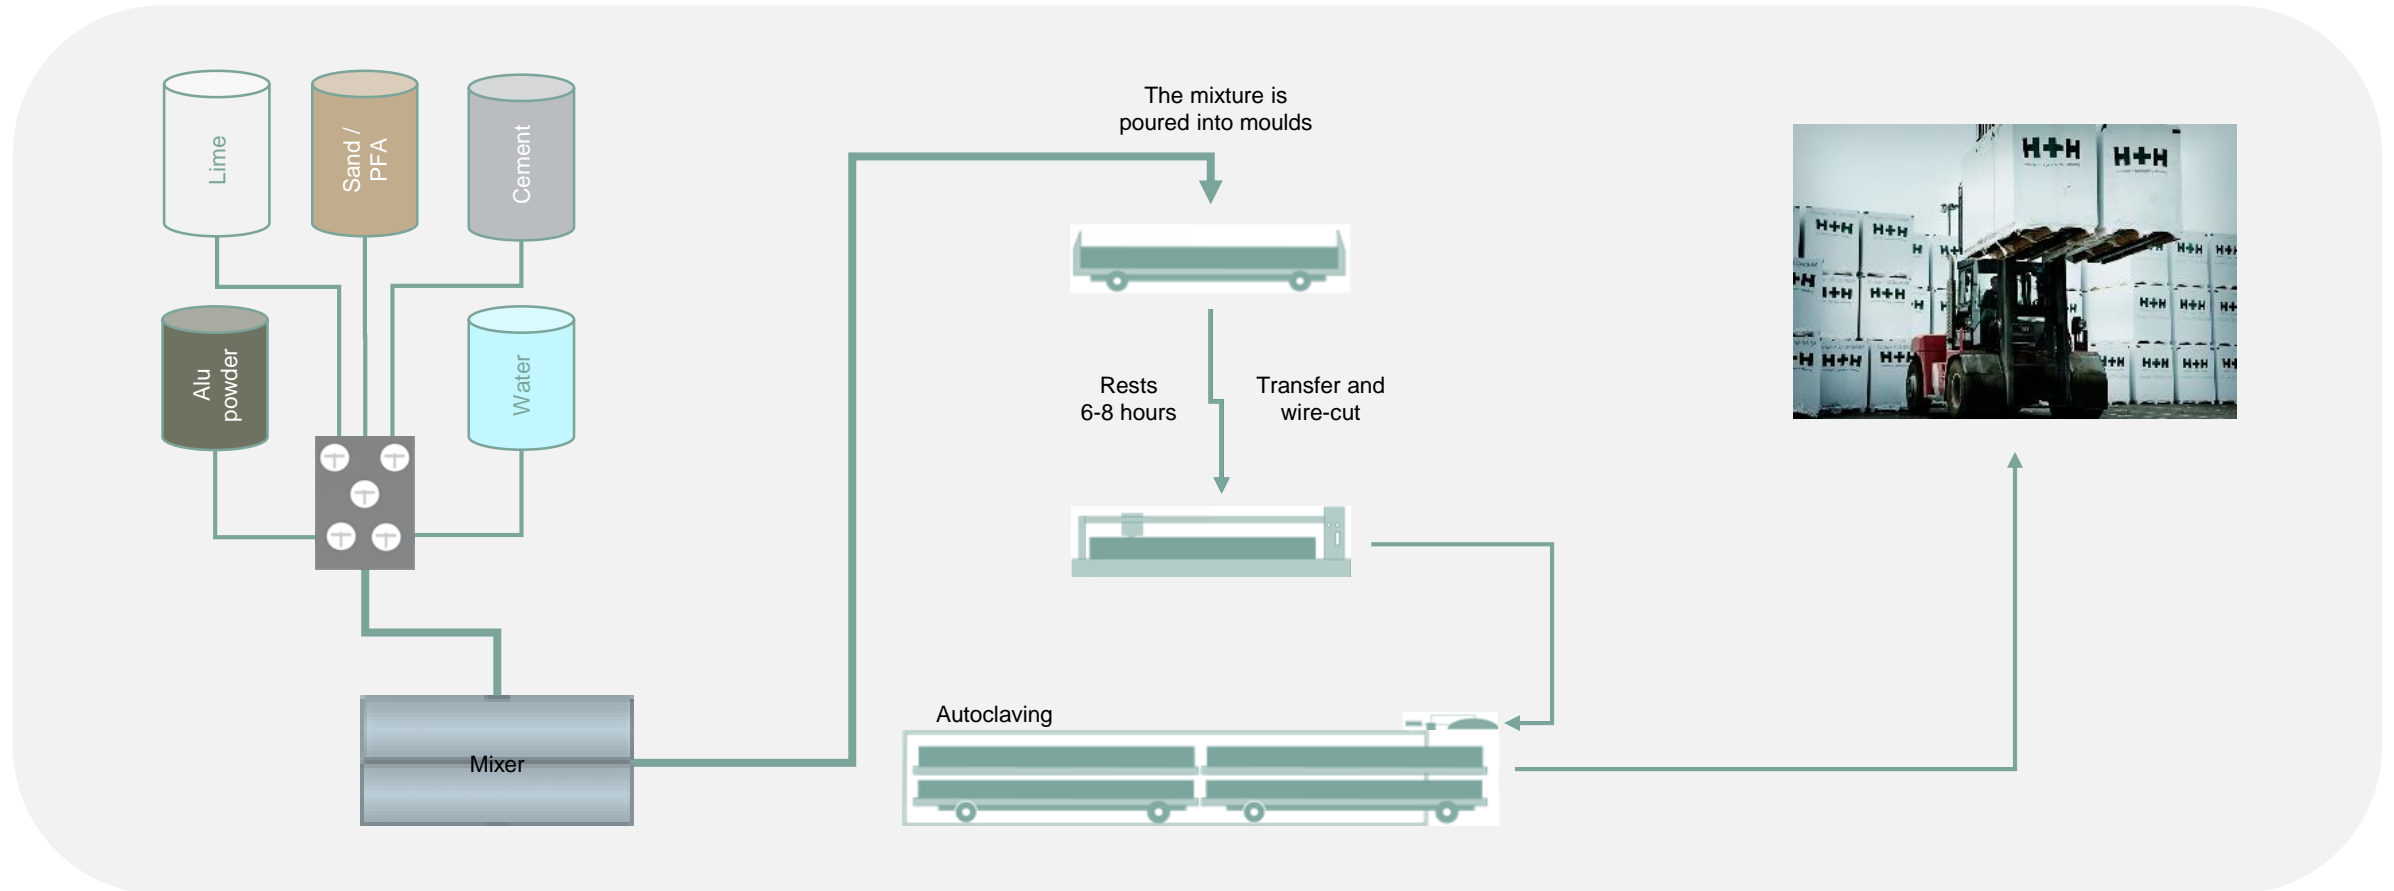 Lime
Sand /
PFA
Cement
Alu
powder
Water
Mixer
The mixture is
poured into moulds
Rests
6-8 hours
Transfer and
wire-cut
Autoclaving
H+H
H+H
H+H
H+H
H+H
H+H
H+H
H+H
H+H
H+H
H+H